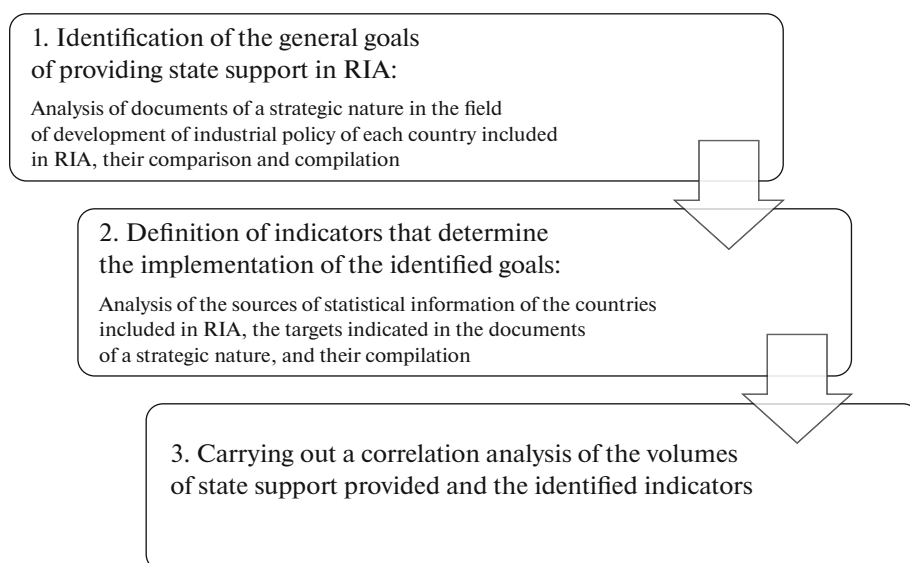 1. Identification of the general goals
of providing state support in RIA:
Analysis of documents of a strategic nature in the field
of development of industrial policy of each country included
in RIA, their comparison and compilation
2. Definition of indicators that determine
the implementation of the identified goals:
Analysis of the sources of statistical information of the countries
included in RIA, the targets indicated in the documents
of a strategic nature, and their compilation
3. Carrying out a correlation analysis of the volumes
of state support provided and the identified indicators